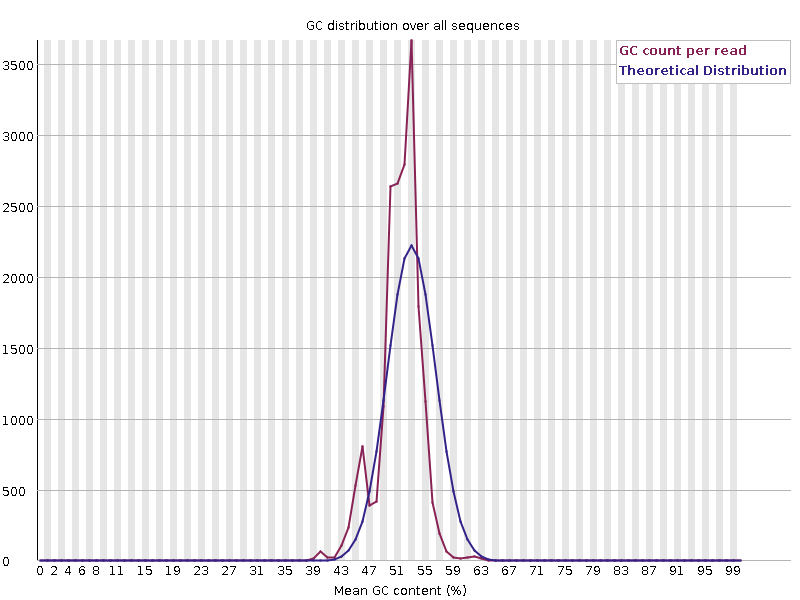 GC distribution over all sequences
GC count per read
Theoretical Distribution
3500
3000
2500
2000
1500
1000
500
0
0 2 4 6 8 11 15 19 23 27 31 35 39 43 47 51 55 59 63 67 71 75 79 83 87 91 95 99
Mean GC content (%)